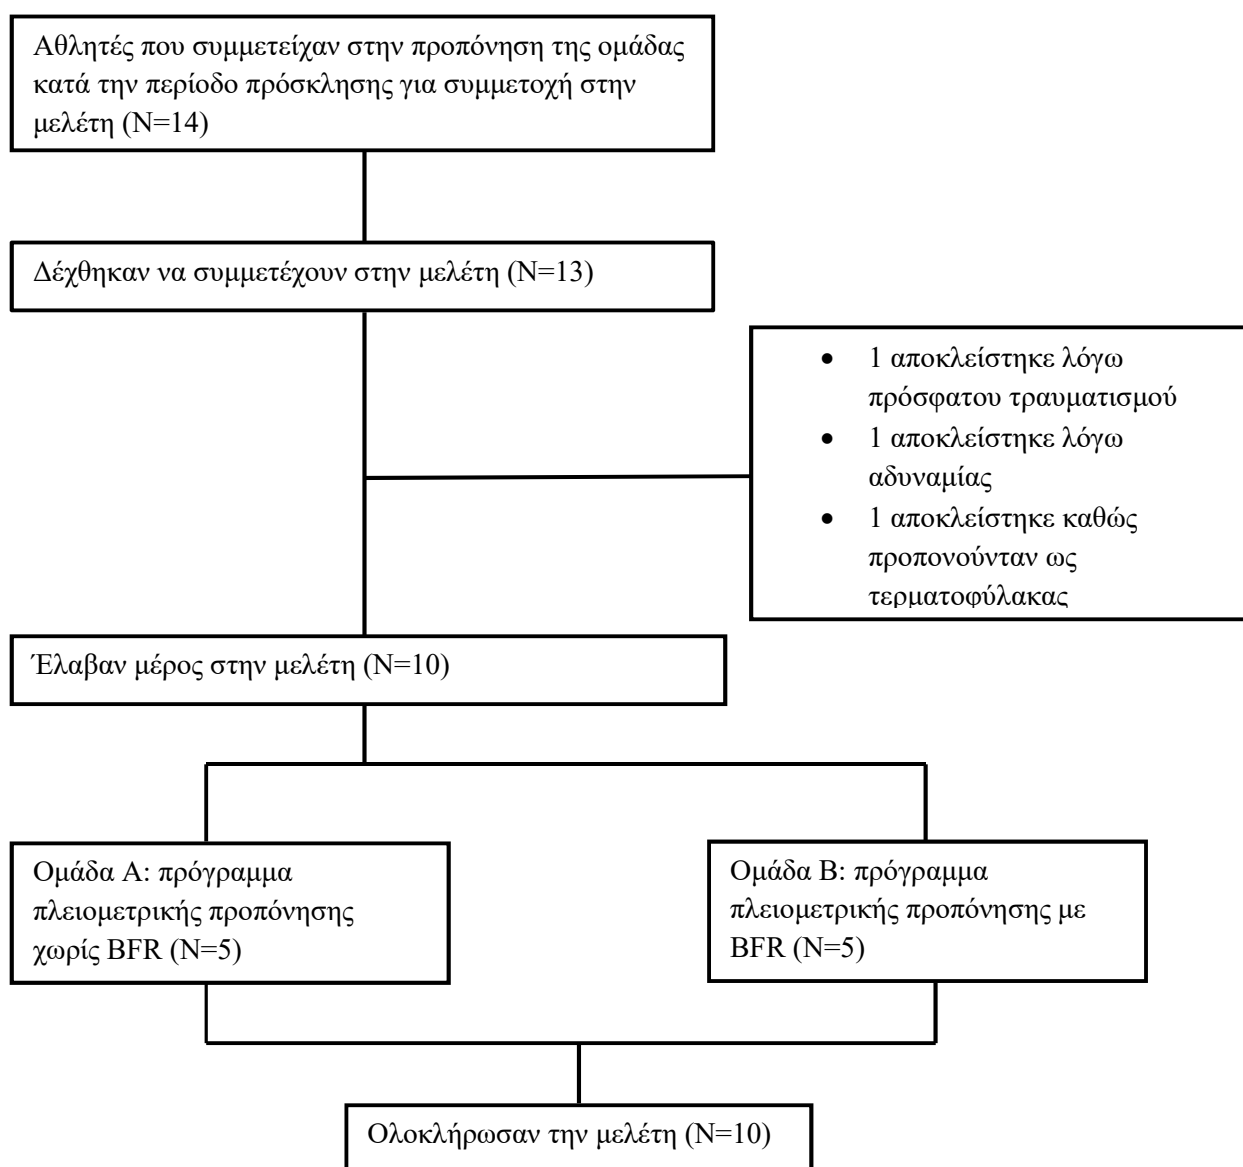 Αθλητές που συμμετείχαν στην προπόνηση της ομάδας
κατά την περίοδο πρόσκλησης για συμμετοχή στην
μελέτη (N=14)
Δέχθηκαν να συμμετέχουν στην μελέτη (N=13)
• 1 αποκλείστηκε λόγω
πρόσφατου τραυματισμού
• 1 αποκλείστηκε λόγω
αδυναμίας
• 1 αποκλείστηκε καθώς
προπονούνταν ως
τερματοφύλακας
Έλαβαν μέρος στην μελέτη (N=10)
Ομάδα Α: πρόγραμμα
πλειομετρικής προπόνησης
χωρίς BFR (N=5)
Ομάδα Β: πρόγραμμα
πλειομετρικής προπόνησης με
BFR (N=5)
Ολοκλήρωσαν την μελέτη (N=10)